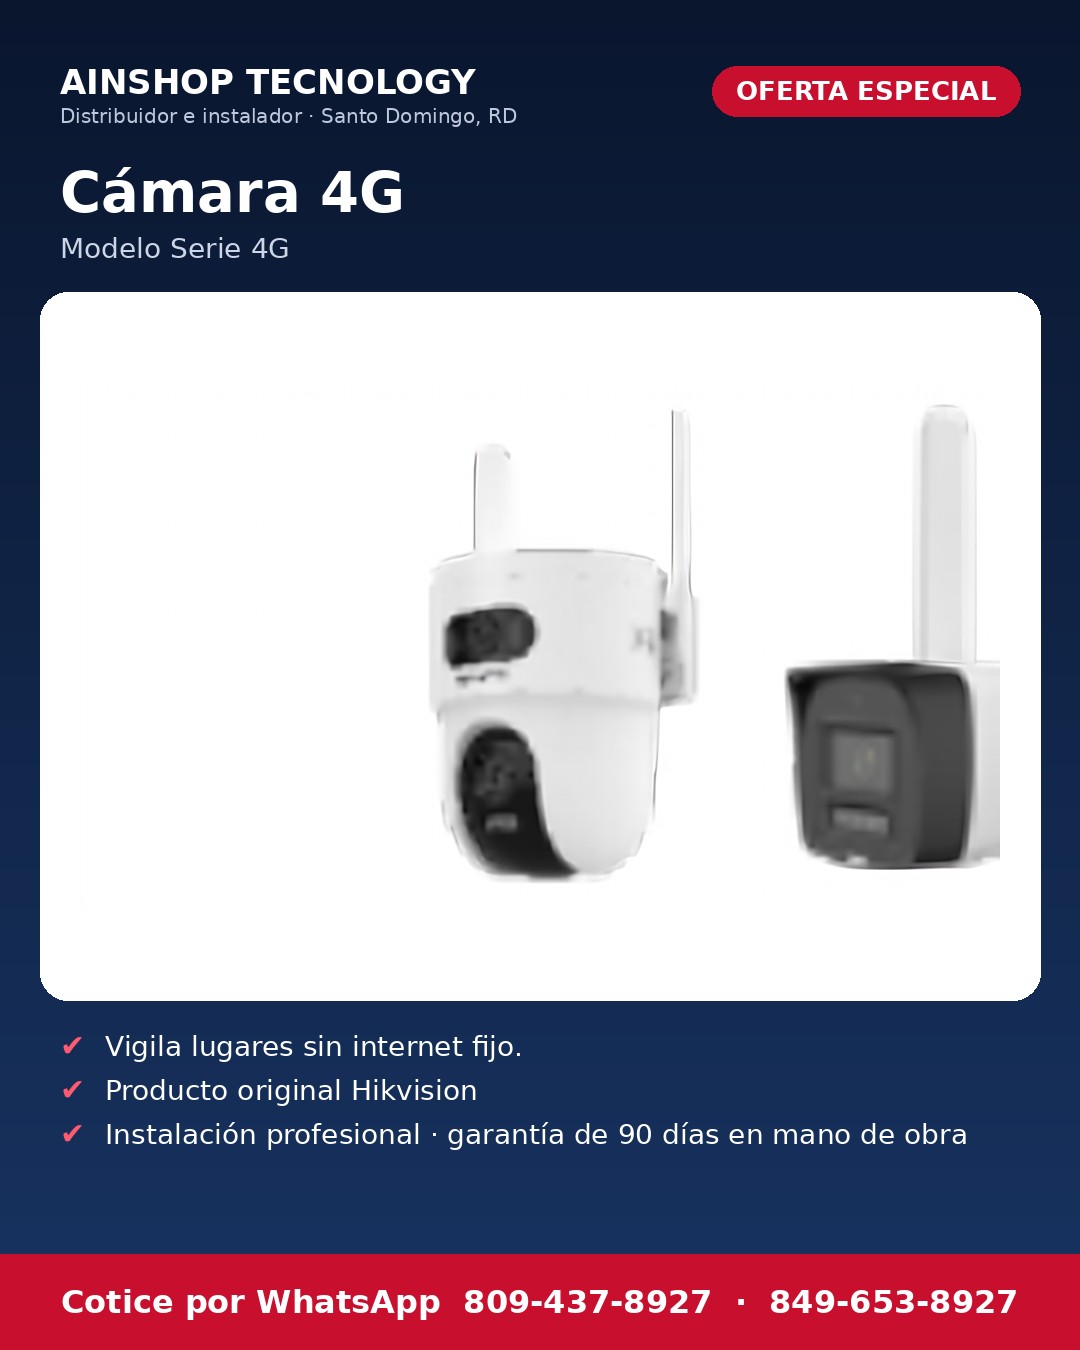 AINSHOP TECNOLOGY
Distribuidor e instalador · Santo Domingo, RD
OFERTA ESPECIAL
Cámara 4G
Modelo Serie 4G
✔ Vigila lugares sin internet fijo.
✔ Producto original Hikvision
✔ Instalación profesional · garantía de 90 días en mano de obra
Cotice por WhatsApp 809-437-8927 · 849-653-8927